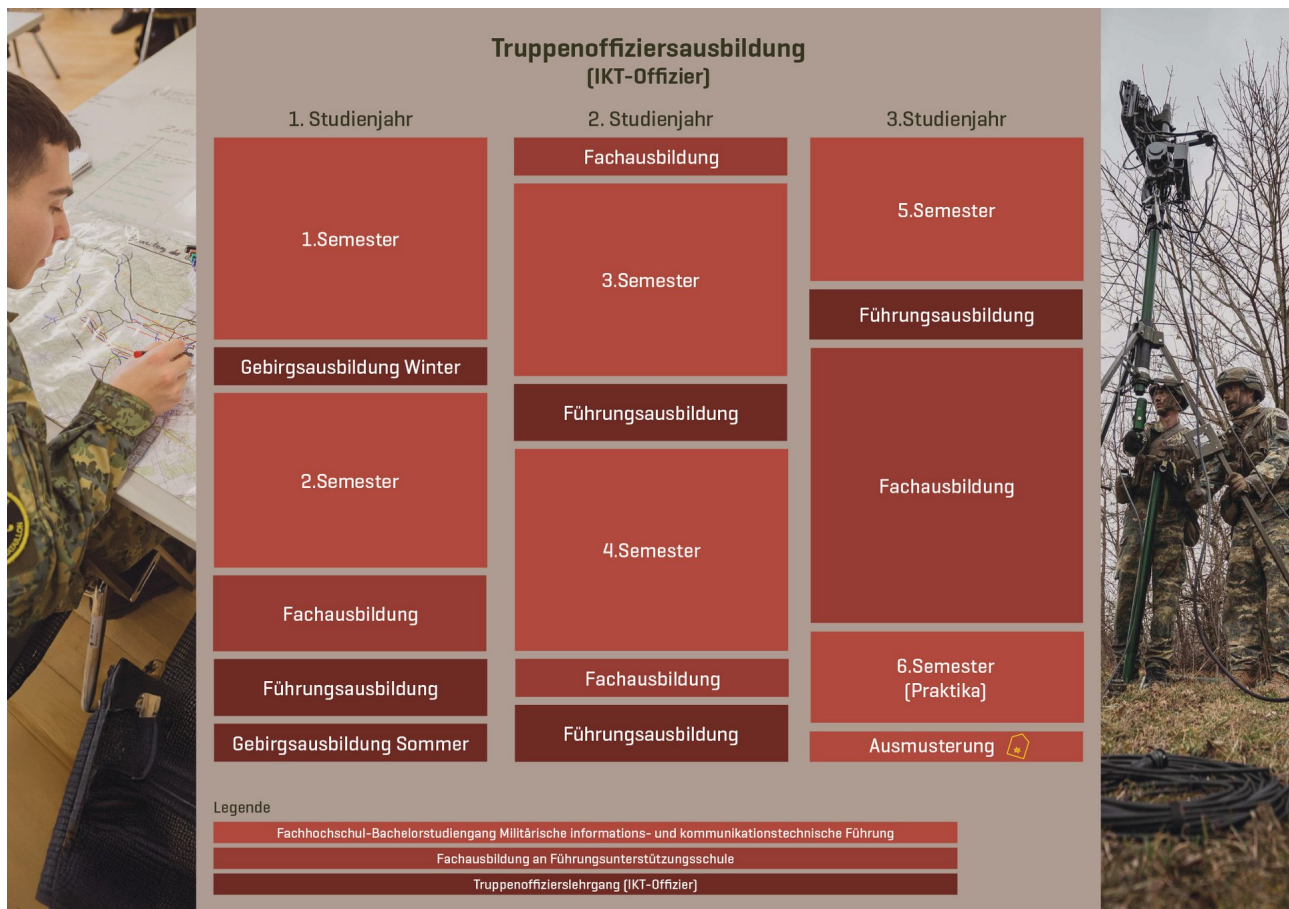 Truppenoffiziersausbildung
(IKT-Offizier)
1. Studienjahr
1.Semester
Gebirgsausbildung Winter
2.Semester
Fachausbildung
Führungsausbildung
Gebirgsausbildung Sommer
2. Studienjahr
Fachausbildung
3.Semester
Führungsausbildung
4.Semester
Fachausbildung
Führungsausbildung
3.Studienjahr
5.Semester
Führungsausbildung
Fachausbildung
6.Semester
(Praktika)
Ausmusterung
Legende
Fachhochschul-Bachelorstudiengang Militärische informations- und kommunikationstechnische Führung
Fachausbildung an Führungsunterstützungsschule
Truppenoffizierslehrgang (IKT-Offizier)